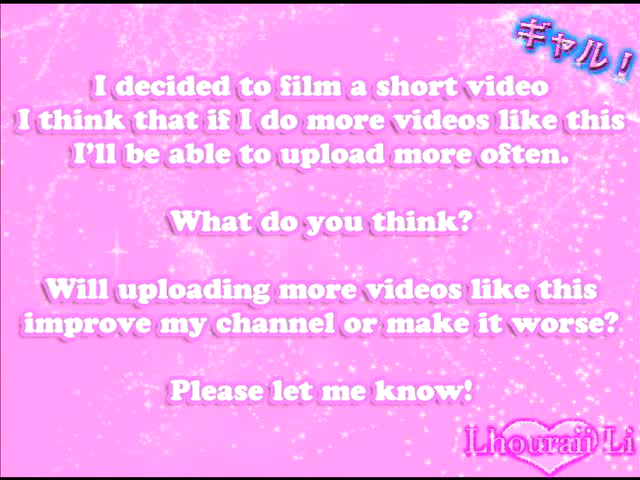 ギャル!
I decided to film a short video
I think that if I do more videos like this
I'll be able to upload more often.
What do you think?
Will uploading more videos like this
improve my channel or make it worse?
Please let me know!
Lhouraii Li